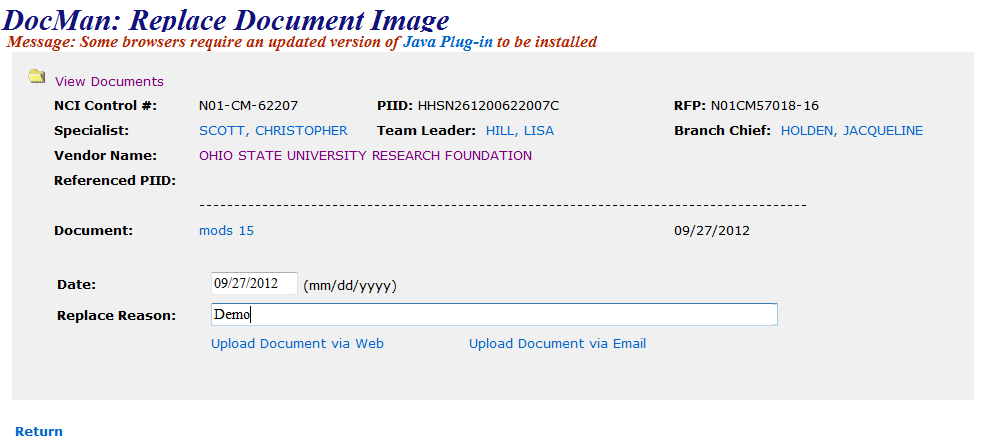 DocMan: Replace Document Image
Message: Some browsers require an updated version of Java Plug-in to be installed
View Documents
NCI Control #: N01-CM-62207 PIID: HHSN261200622007C RFP: N01CM57018-16
Specialist: SCOTT, CHRISTOPHER Team Leader: HILL, LISA Branch Chief: HOLDEN, JACQUELINE
Vendor Name: OHIO STATE UNIVERSITY RESEARCH FOUNDATION
Referenced PIID:
--------------------------------------------------------------------------------------
Document: mods 15 09/27/2012
Date: 09/27/2012 (mm/dd/yyyy)
Replace Reason: Demo
Upload Document via Web Upload Document via Email
Return